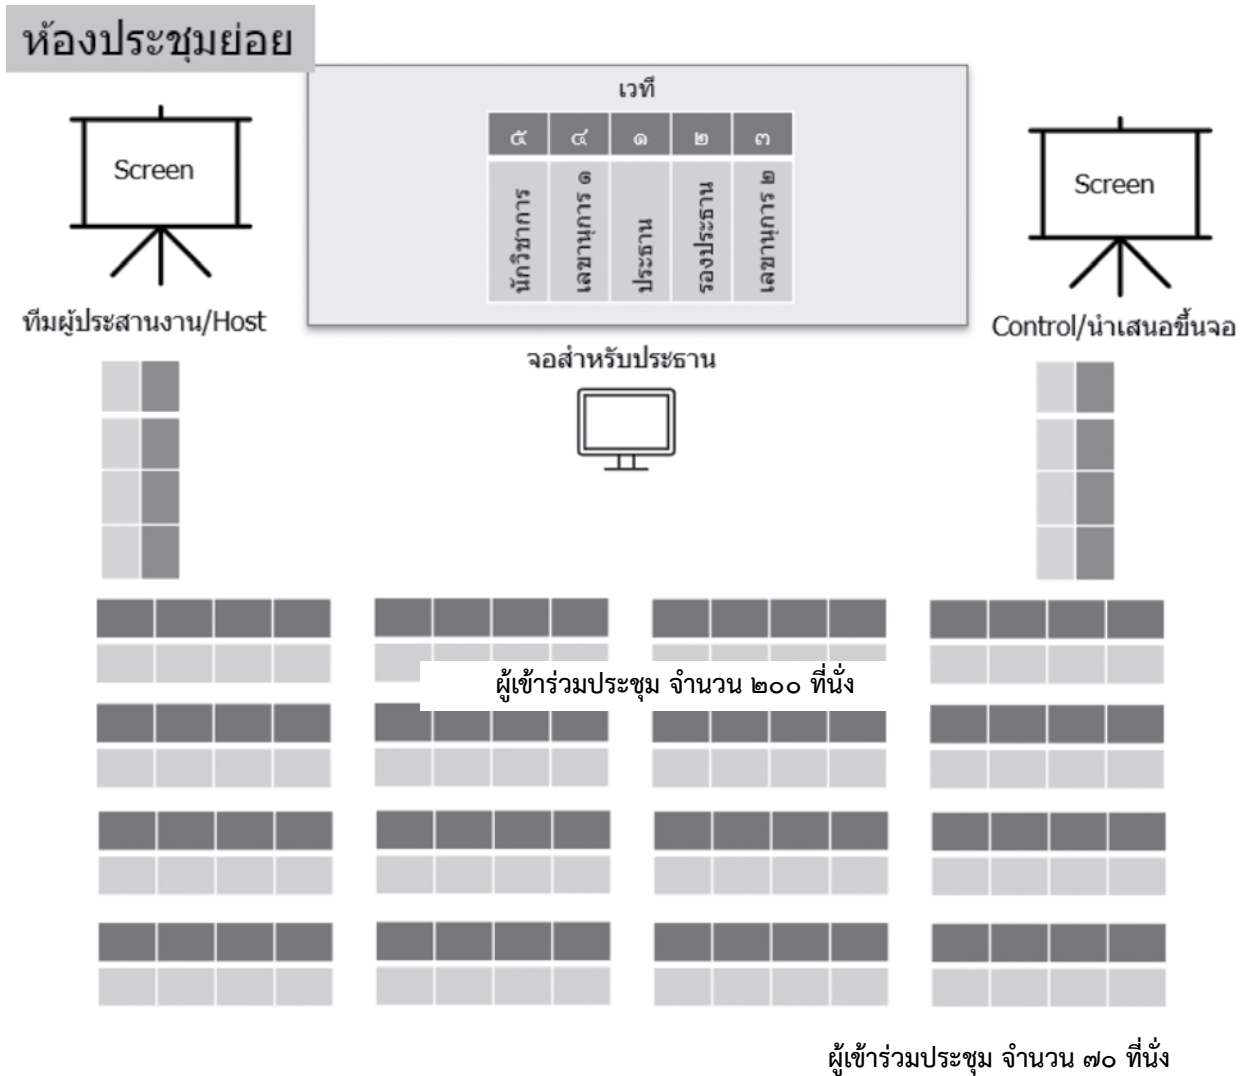 ห้องประชุมย่อย
เวที
๕ ๔ ๑ ๒ ๓
นักวิชาการ
เลขานุการ ๑
ประธาน
รองประธาน
เลขานุการ ๒
Screen
Screen
ทีมผู้ประสานงาน/Host
Control/นำเสนอขึ้นจอ
จอสำหรับประธาน
ผู้เข้าร่วมประชุม จำนวน ๒๐๐ ที่นั่ง
ผู้เข้าร่วมประชุม จำนวน ๗๐ ที่นั่ง